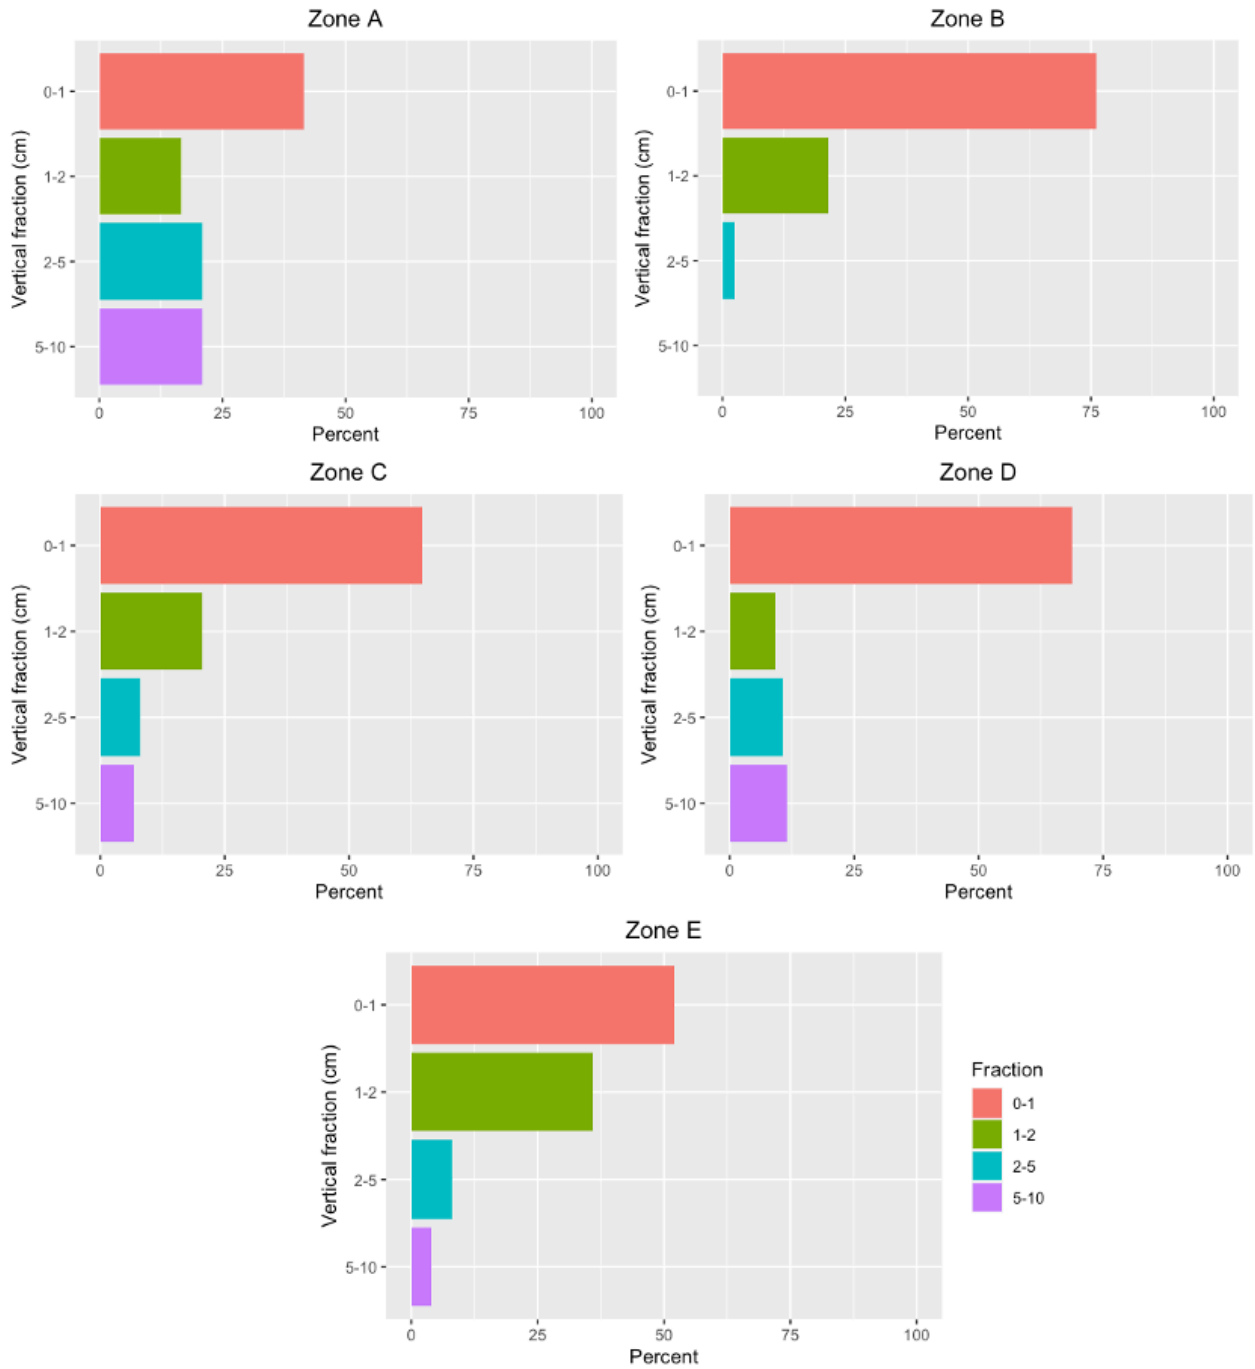 Zone A
Vertical fraction (cm)
0-1
1-2
2-5
5-10
0 25 50 75 100
Percent
Zone B
Vertical fraction (cm)
0-1
1-2
2-5
5-10
0 25 50 75 100
Percent
Zone C
Vertical fraction (cm)
0-1
1-2
2-5
5-10
0 25 50 75 100
Percent
Zone D
Vertical fraction (cm)
0-1
1-2
2-5
5-10
0 25 50 75 100
Percent
Zone E
Vertical fraction (cm)
0-1
1-2
2-5
5-10
0 25 50 75 100
Percent
Fraction
0-1
1-2
2-5
5-10